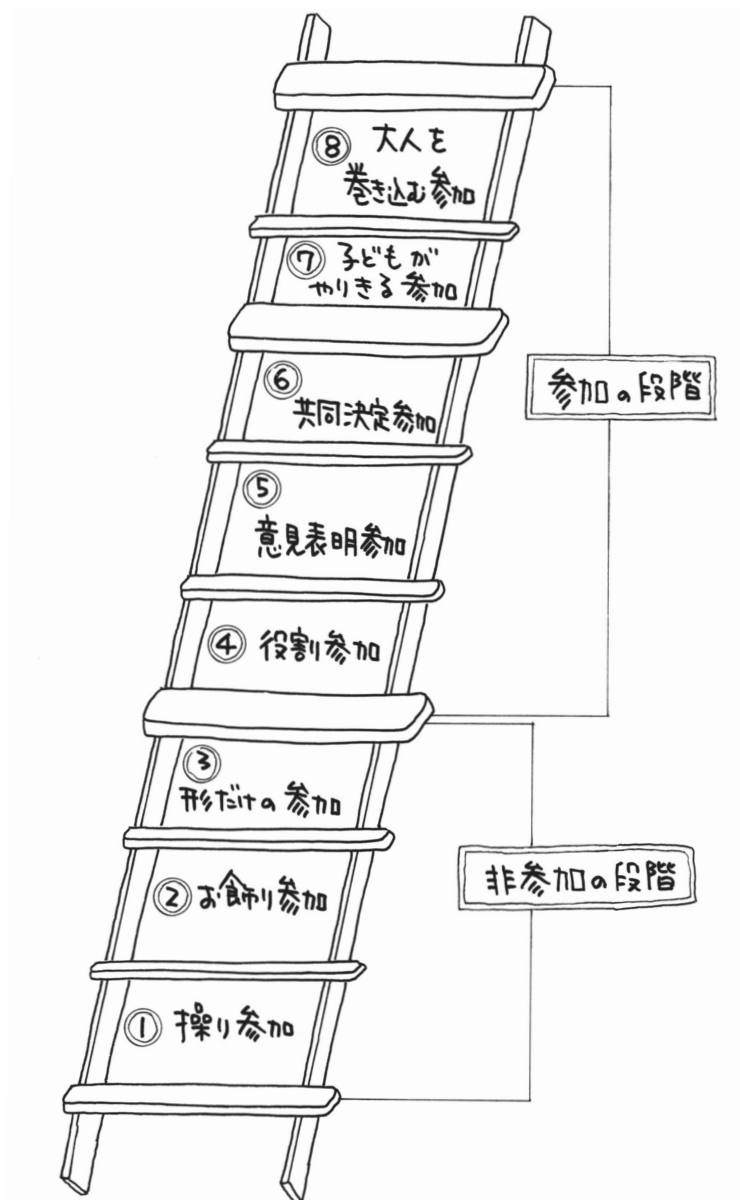 ⑧ 大人を
巻き込む参加
⑦ 子どもが
やりきる参加
⑥
共同決定参加
参加の段階
⑤
意見表明参加
④ 役割参加
③
形だけの参加
② お飾り参加
非参加の段階
① 操り参加